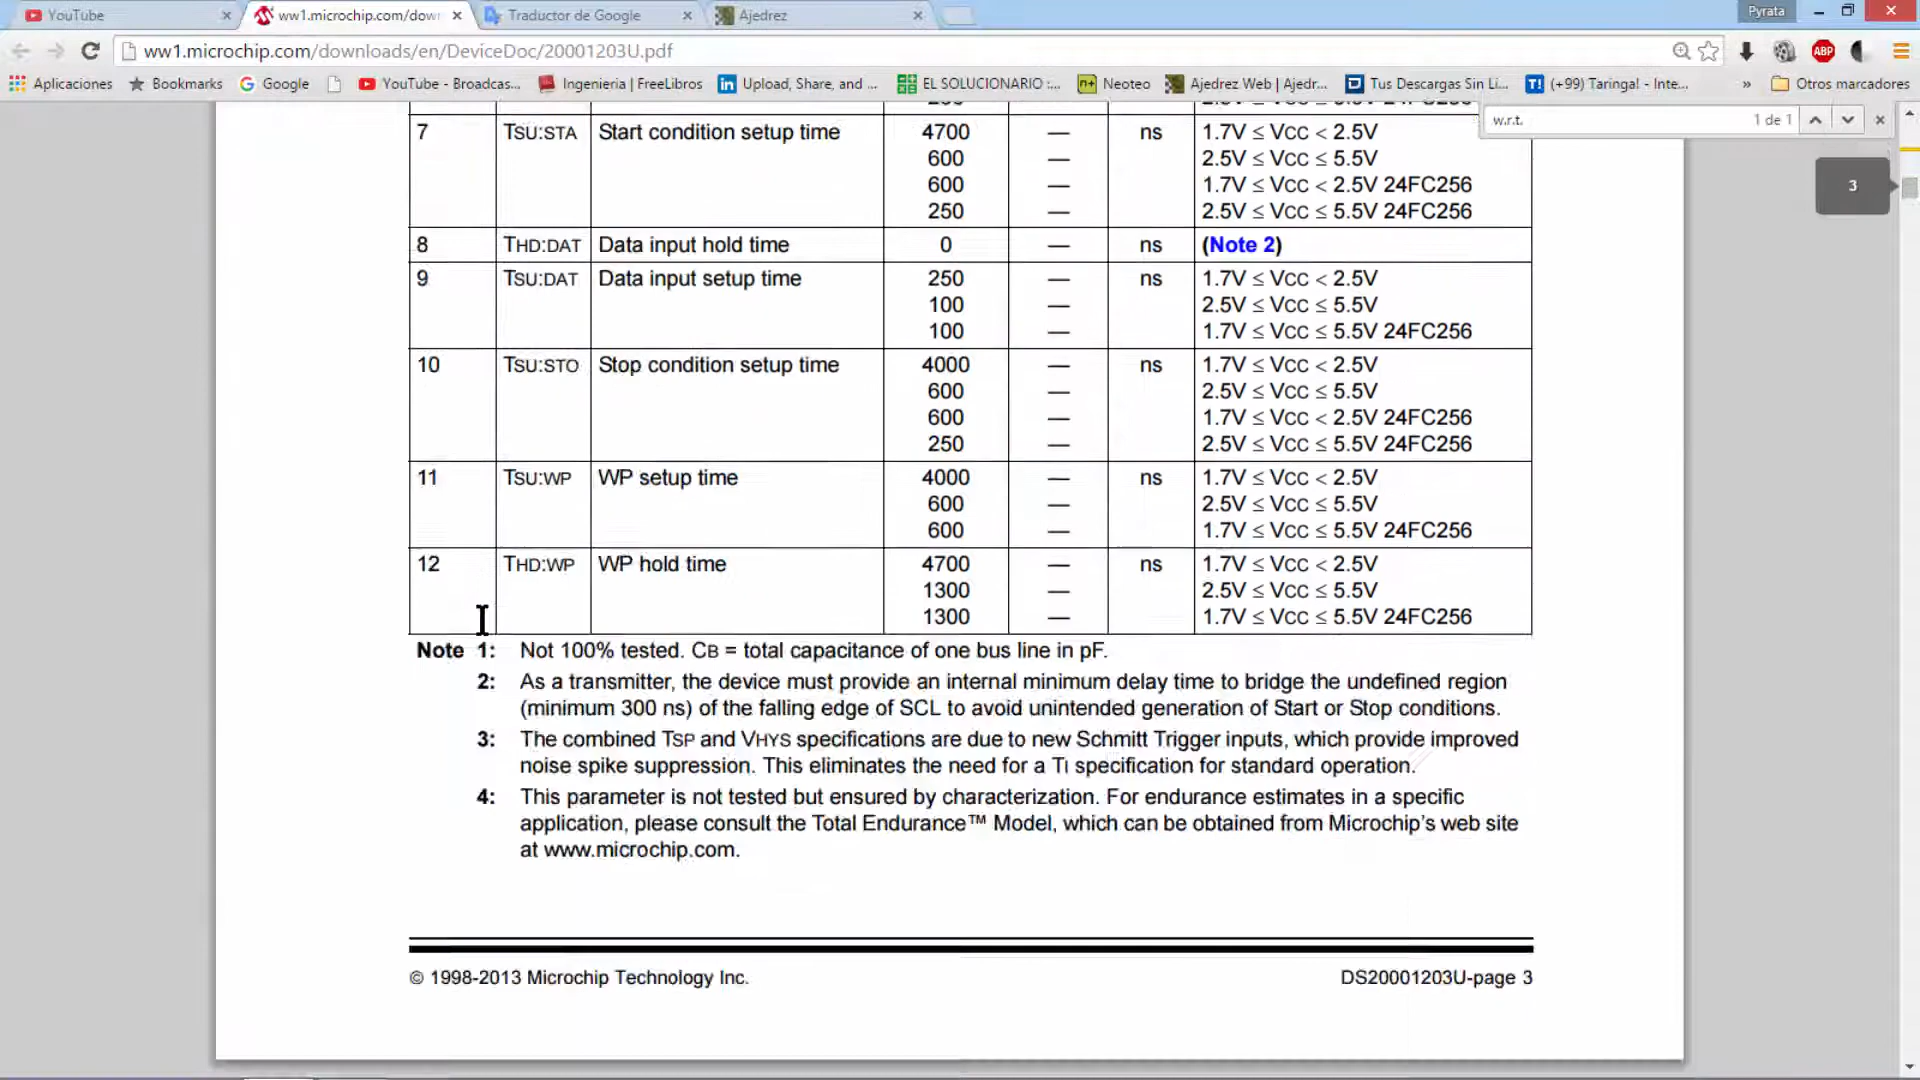 YouTube
ww1.microchip.com/down
Traductor de Google
Ajedrez
Pyrata
ww1.microchip.com/downloads/en/DeviceDoc/20001203U.pdf
ABP
Aplicaciones
Bookmarks
Google
YouTube - Broadcas...
Ingenieria | FreeLibros
Upload, Share, and ...
EL SOLUCIONARIO :...
Neoteo
Ajedrez Web | Ajedr...
Tus Descargas Sin Li...
(+99) Taringa! - Inte...
»
Otros marcadores
w.r.t.
1 de 1
3
7 TSU:STA Start condition setup time 4700 — ns 1.7V ≤ VCC < 2.5V
600 — 2.5V ≤ VCC ≤ 5.5V
600 — 1.7V ≤ VCC < 2.5V 24FC256
250 — 2.5V ≤ VCC ≤ 5.5V 24FC256
8 THD:DAT Data input hold time 0 — ns (Note 2)
9 TSU:DAT Data input setup time 250 — ns 1.7V ≤ VCC < 2.5V
100 — 2.5V ≤ VCC ≤ 5.5V
100 — 1.7V ≤ VCC ≤ 5.5V 24FC256
10 TSU:STO Stop condition setup time 4000 — ns 1.7V ≤ VCC < 2.5V
600 — 2.5V ≤ VCC ≤ 5.5V
600 — 1.7V ≤ VCC < 2.5V 24FC256
250 — 2.5V ≤ VCC ≤ 5.5V 24FC256
11 TSU:WP WP setup time 4000 — ns 1.7V ≤ VCC < 2.5V
600 — 2.5V ≤ VCC ≤ 5.5V
600 — 1.7V ≤ VCC ≤ 5.5V 24FC256
12 THD:WP WP hold time 4700 — ns 1.7V ≤ VCC < 2.5V
1300 — 2.5V ≤ VCC ≤ 5.5V
1300 — 1.7V ≤ VCC ≤ 5.5V 24FC256
Note 1: Not 100% tested. CB = total capacitance of one bus line in pF.
2: As a transmitter, the device must provide an internal minimum delay time to bridge the undefined region
(minimum 300 ns) of the falling edge of SCL to avoid unintended generation of Start or Stop conditions.
3: The combined TSP and VHYS specifications are due to new Schmitt Trigger inputs, which provide improved
noise spike suppression. This eliminates the need for a TI specification for standard operation.
4: This parameter is not tested but ensured by characterization. For endurance estimates in a specific
application, please consult the Total Endurance™ Model, which can be obtained from Microchip's web site
at www.microchip.com.
© 1998-2013 Microchip Technology Inc. DS20001203U-page 3